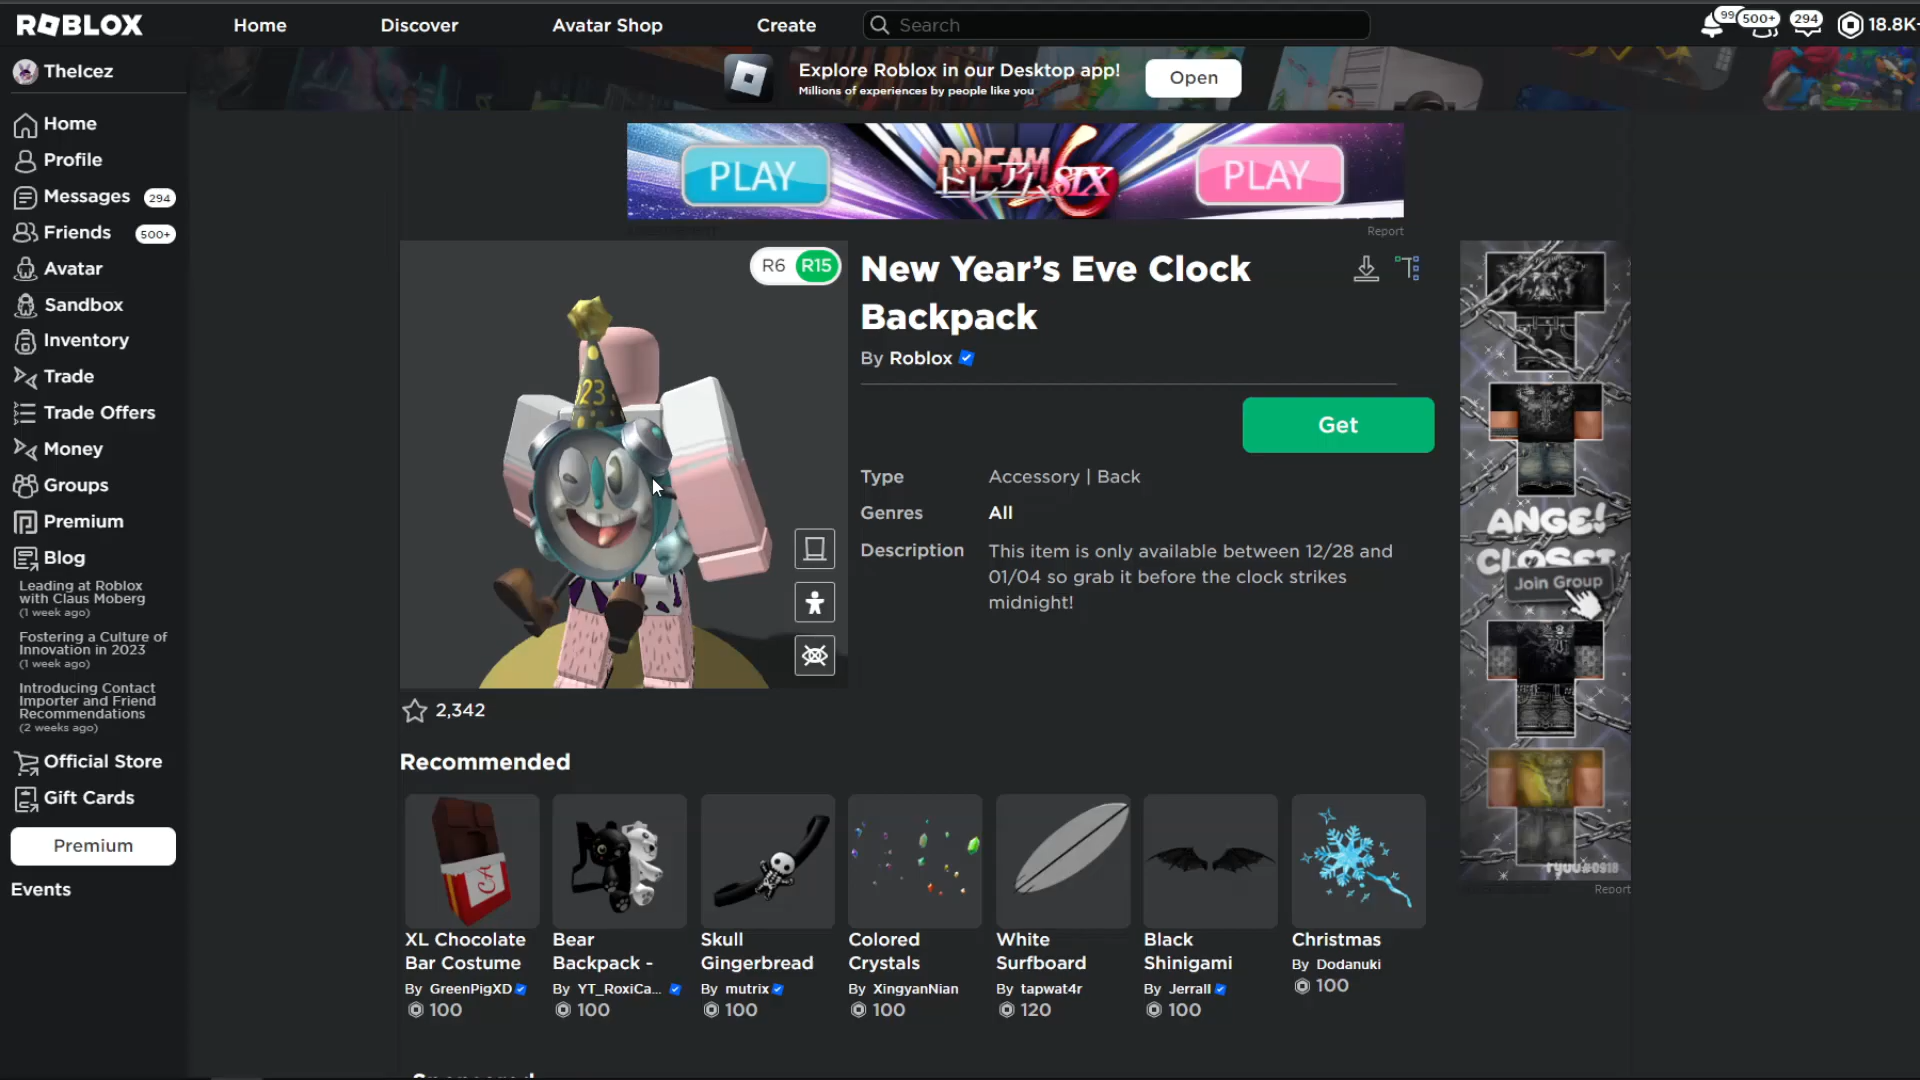 ROBLOX
Home
Discover
Avatar Shop
Create
Search
99
500+
294
18.8K+
TheIcez
Explore Roblox in our Desktop app!
Millions of experiences by people like you
Open
Home
Profile
Messages
294
Friends
500+
Avatar
Sandbox
Inventory
Trade
Trade Offers
Money
Groups
Premium
Blog
Leading at Roblox
with Claus Moberg
(1 week ago)
Fostering a Culture of
Innovation in 2023
(1 week ago)
Introducing Contact
Importer and Friend
Recommendations
(2 weeks ago)
Official Store
Gift Cards
Premium
Events
PLAY
DREAM
SIX
6
PLAY
Report
R6
R15
23
New Year's Eve Clock
Backpack
By Roblox
Get
Type
Accessory | Back
Genres
All
Description
This item is only available between 12/28 and
01/04 so grab it before the clock strikes
midnight!
2,342
ANGE!
CLOSET
Join Group
ryuu#0918
Report
Recommended
XL Chocolate
Bar Costume
By GreenPigXD
100
Bear
Backpack -
By YT_RoxiCa...
100
Skull
Gingerbread
By mutrix
100
Colored
Crystals
By XingyanNian
100
White
Surfboard
By tapwat4r
120
Black
Shinigami
By Jerrall
100
Christmas
By Dodanuki
100